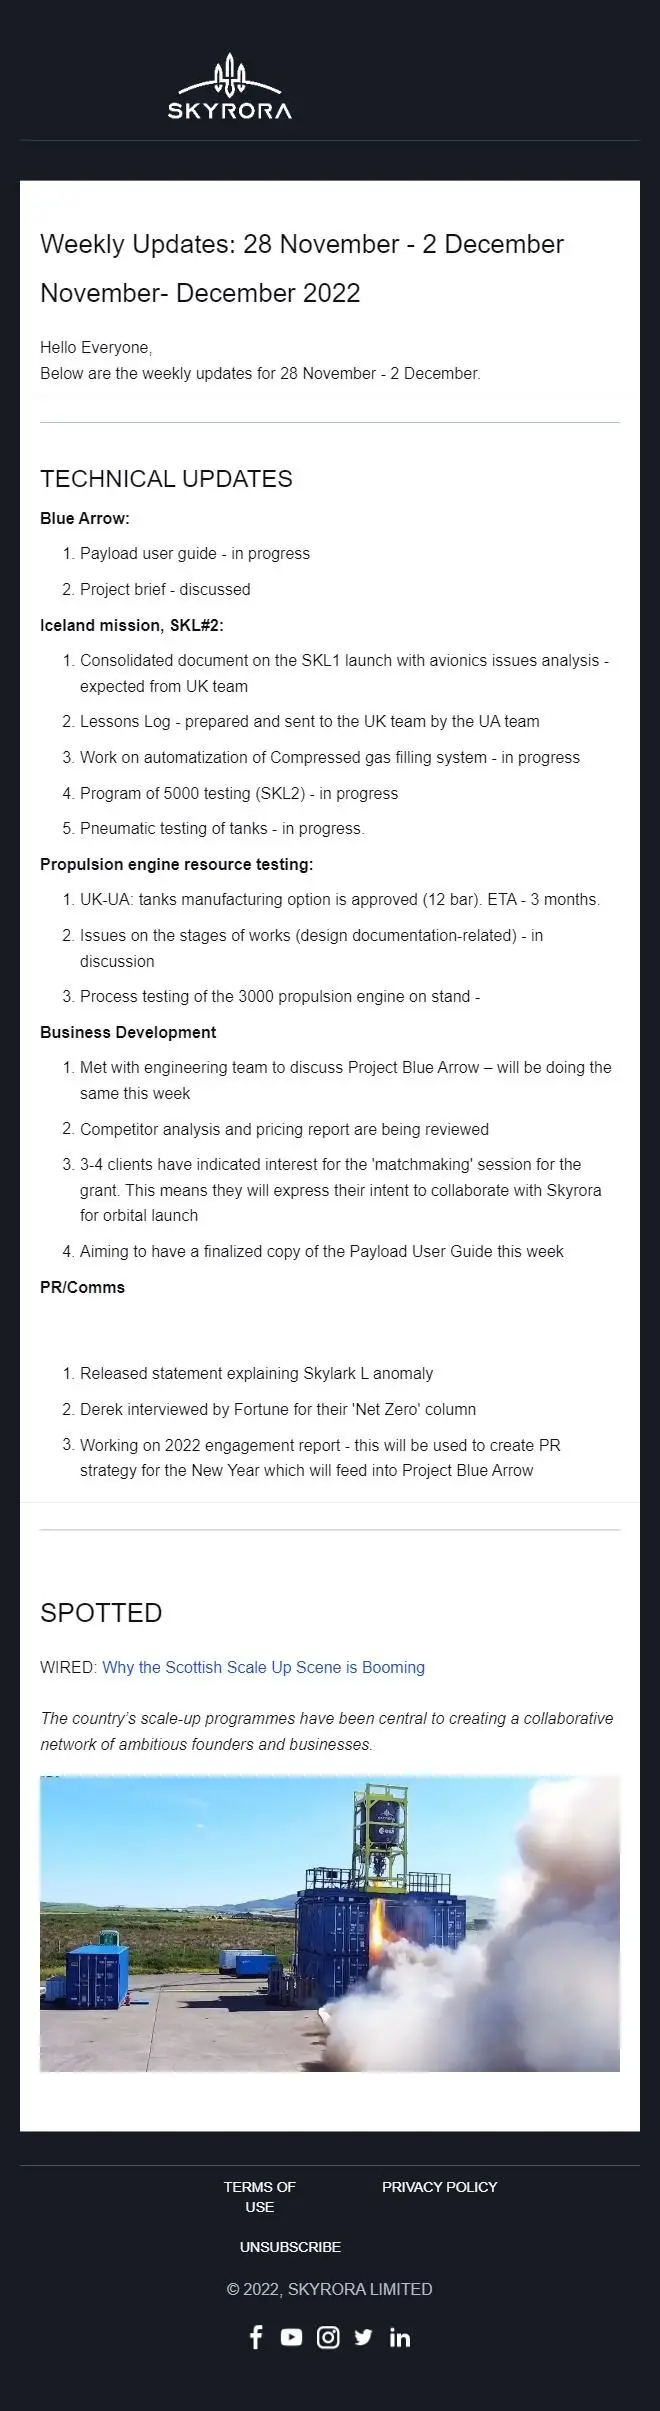 SKYRORA
Weekly Updates: 28 November - 2 December
November- December 2022
Hello Everyone,
Below are the weekly updates for 28 November - 2 December.
TECHNICAL UPDATES
Blue Arrow:
1. Payload user guide - in progress
2. Project brief - discussed
Iceland mission, SKL#2:
1. Consolidated document on the SKL1 launch with avionics issues analysis -
expected from UK team
2. Lessons Log - prepared and sent to the UK team by the UA team
3. Work on automatization of Compressed gas filling system - in progress
4. Program of 5000 testing (SKL2) - in progress
5. Pneumatic testing of tanks - in progress.
Propulsion engine resource testing:
1. UK-UA: tanks manufacturing option is approved (12 bar). ETA - 3 months.
2. Issues on the stages of works (design documentation-related) - in
discussion
3. Process testing of the 3000 propulsion engine on stand -
Business Development
1. Met with engineering team to discuss Project Blue Arrow – will be doing the
same this week
2. Competitor analysis and pricing report are being reviewed
3. 3-4 clients have indicated interest for the 'matchmaking' session for the
grant. This means they will express their intent to collaborate with Skyrora
for orbital launch
4. Aiming to have a finalized copy of the Payload User Guide this week
PR/Comms
1. Released statement explaining Skylark L anomaly
2. Derek interviewed by Fortune for their 'Net Zero' column
3. Working on 2022 engagement report - this will be used to create PR
strategy for the New Year which will feed into Project Blue Arrow
SPOTTED
WIRED: Why the Scottish Scale Up Scene is Booming
The country’s scale-up programmes have been central to creating a collaborative
network of ambitious founders and businesses.
SKYRORA
esa
TERMS OF
USE
PRIVACY POLICY
UNSUBSCRIBE
© 2022, SKYRORA LIMITED